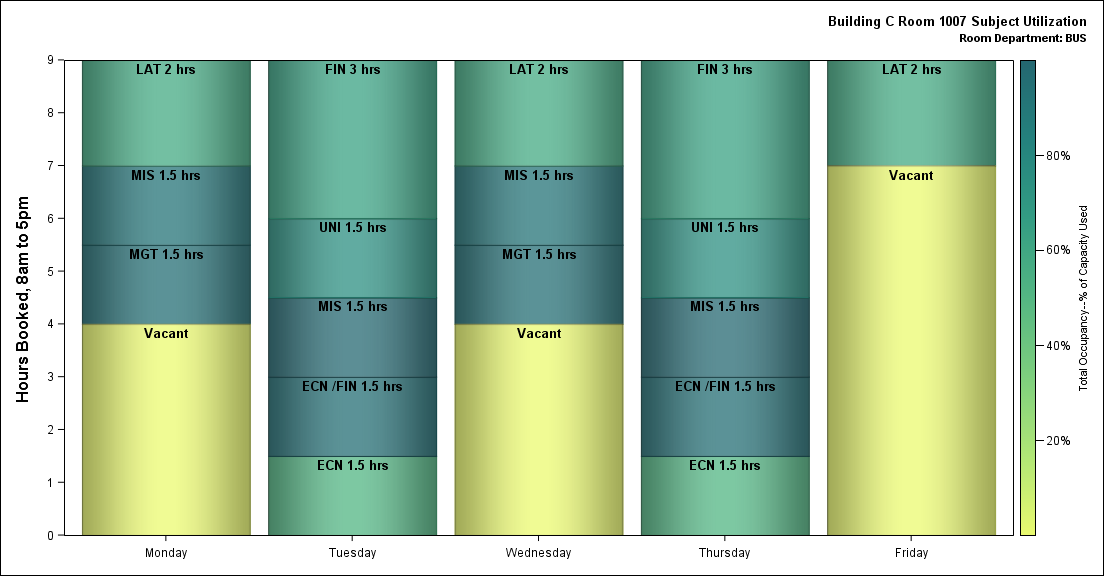 Building C Room 1007 Subject Utilization
Room Department: BUS
Hours Booked, 8am to 5pm
9
8
7
6
5
4
3
2
1
0
LAT 2 hrs
MIS 1.5 hrs
MGT 1.5 hrs
Vacant
Monday
FIN 3 hrs
UNI 1.5 hrs
MIS 1.5 hrs
ECN /FIN 1.5 hrs
ECN 1.5 hrs
Tuesday
LAT 2 hrs
MIS 1.5 hrs
MGT 1.5 hrs
Vacant
Wednesday
FIN 3 hrs
UNI 1.5 hrs
MIS 1.5 hrs
ECN /FIN 1.5 hrs
ECN 1.5 hrs
Thursday
LAT 2 hrs
Vacant
Friday
80%
60%
40%
20%
Total Occupancy--% of Capacity Used